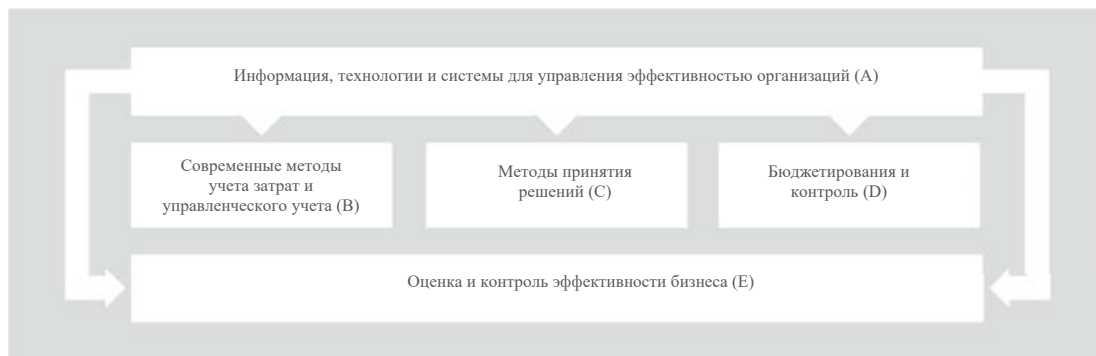 Информация, технологии и системы для управления эффективностью организаций (A)
Современные методы
учета затрат и
управленческого учета (B)
Методы принятия
решений (C)
Бюджетирования и
контроль (D)
Оценка и контроль эффективности бизнеса (E)